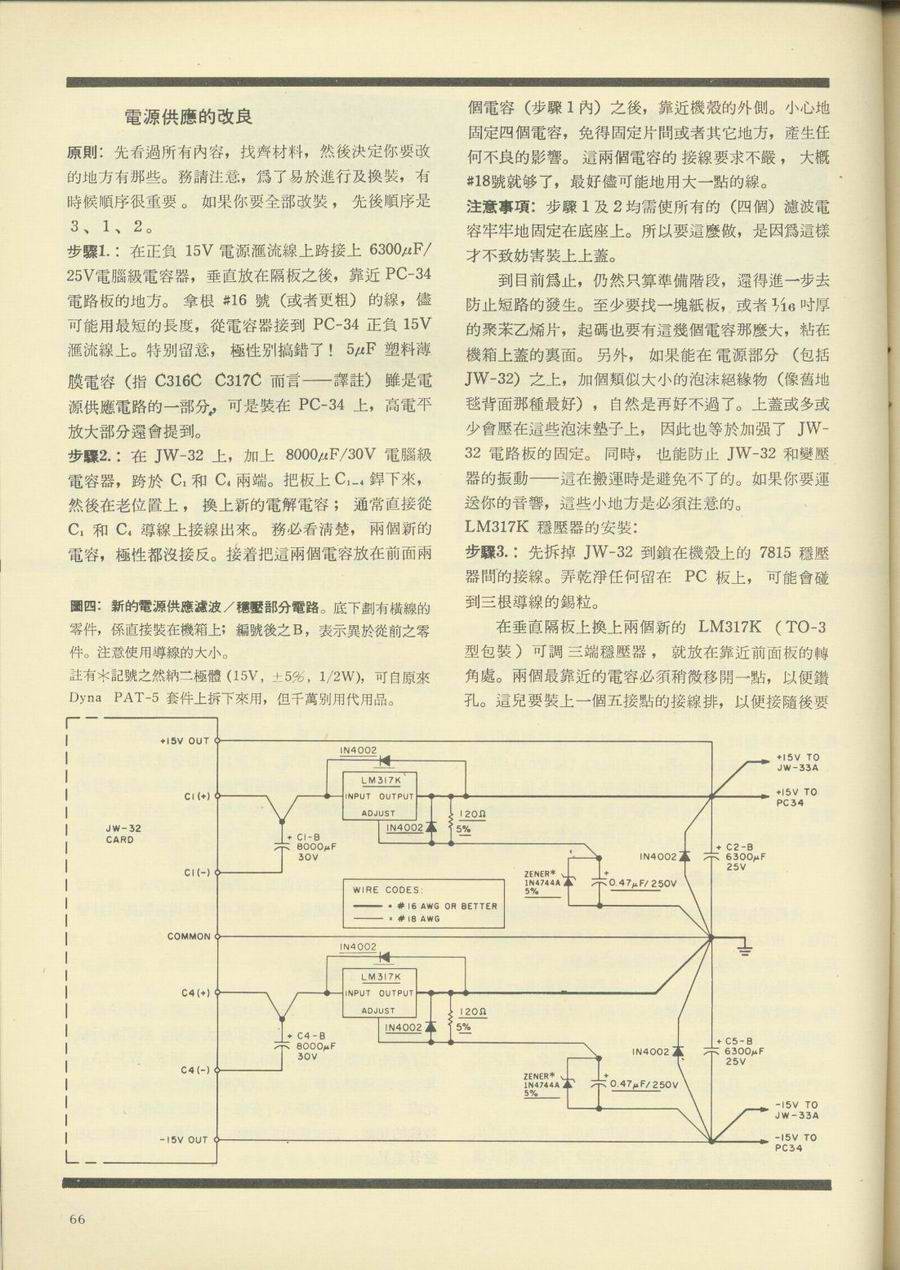 電源供應的改良
原則：先看過所有內容，找齊材料，然後決定你要改
的地方有那些。務請注意，爲了易於進行及換裝，有
時候順序很重要。如果你要全部改裝，先後順序是
3、1、2。
步驟1.：在正負 15V 電源滙流線上跨接上 6300μF/
25V電腦級電容器，垂直放在隔板之後，靠近 PC-34
電路板的地方。拿根 #16 號（或者更粗）的線，儘
可能用最短的長度，從電容器接到 PC-34 正負 15V
滙流線上。特別留意，極性別搞錯了！5μF 塑料薄
膜電容（指 C316C C317C 而言——譯註）雖是電
源供應電路的一部分，可是裝在 PC-34 上，高電平
放大部分還會提到。
步驟2.：在 JW-32 上，加上 8000μF/30V 電腦級
電容器，跨於 C₁ 和 C₄ 兩端。把板上 C₁₋₄ 銲下來，
然後在老位置上，換上新的電解電容；通常直接從
C₁ 和 C₄ 導線上接線出來。務必看清楚，兩個新的
電容，極性都沒接反。接着把這兩個電容放在前面兩
圖四：新的電源供應濾波／穩壓部分電路。底下劃有橫線的
零件，係直接裝在機箱上；編號後之B，表示異於從前之零
件。注意使用導線的大小。
註有＊記號之然納二極體 (15V, ±5%, 1/2W)，可自原來
Dyna PAT-5 套件上拆下來用，但千萬別用代用品。
個電容（步驟1內）之後，靠近機殼的外側。小心地
固定四個電容，免得固定片間或者其它地方，產生任
何不良的影響。這兩個電容的接線要求不嚴，大概
#18號就够了，最好儘可能地用大一點的線。
注意事項：步驟 1 及 2 均需使所有的（四個）濾波電
容牢牢地固定在底座上。所以要這麼做，是因爲這樣
才不致妨害裝上上蓋。
到目前爲止，仍然只算準備階段，還得進一步去
防止短路的發生。至少要找一塊紙板，或者 1/16 吋厚
的聚苯乙烯片，起碼也要有這幾個電容那麼大，粘在
機箱上蓋的裏面。另外，如果能在電源部分（包括
JW-32）之上，加個類似大小的泡沫絕緣物（像舊地
毯背面那種最好），自然是再好不過了。上蓋或多或
少會壓在這些泡沫墊子上，因此也等於加强了 JW-
32 電路板的固定。同時，也能防止 JW-32 和變壓
器的振動——這在搬運時是避免不了的。如果你要運
送你的音響，這些小地方是必須注意的。
LM317K 穩壓器的安裝：
步驟3.：先拆掉 JW-32 到鎖在機殼上的 7815 穩壓
器間的接線。弄乾淨任何留在 PC 板上，可能會碰
到三根導線的錫粒。
在垂直隔板上換上兩個新的 LM317K （TO-3
型包裝）可調三端穩壓器，就放在靠近前面板的轉
角處。兩個最靠近的電容必須稍微移開一點，以便鑽
孔。這兒要裝上一個五接點的接線排，以便接隨後要
+15V OUT
1N4002
+15V TO
JW-33A
LM317K
C1(+)
INPUT OUTPUT
+15V TO
PC34
ADJUST
120Ω
JW-32
CARD
1N4002
5%
+ C1-B
8000μF
30V
1N4002
+ C2-B
6300μF
25V
C1(-)
ZENER*
1N4744A
5%
+
0.47μF/250V
WIRE CODES:
= #16 AWG OR BETTER
= #18 AWG
COMMON
1N4002
LM317K
C4(+)
INPUT OUTPUT
ADJUST
120Ω
1N4002
5%
+ C4-B
8000μF
30V
1N4002
+ C5-B
6300μF
25V
C4(-)
ZENER*
1N4744A
5%
+
0.47μF/250V
-15V TO
JW-33A
-15V OUT
-15V TO
PC34
66